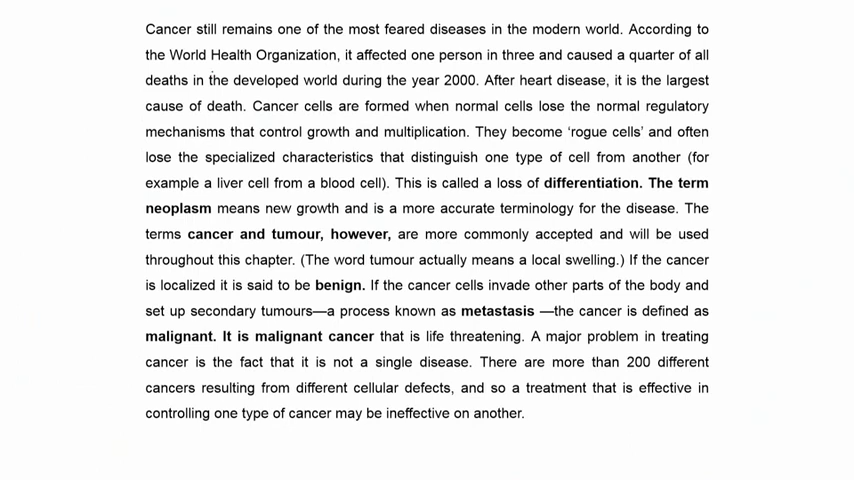 Cancer still remains one of the most feared diseases in the modern world. According to
the World Health Organization, it affected one person in three and caused a quarter of all
deaths in the developed world during the year 2000. After heart disease, it is the largest
cause of death. Cancer cells are formed when normal cells lose the normal regulatory
mechanisms that control growth and multiplication. They become ‘rogue cells’ and often
lose the specialized characteristics that distinguish one type of cell from another (for
example a liver cell from a blood cell). This is called a loss of differentiation. The term
neoplasm means new growth and is a more accurate terminology for the disease. The
terms cancer and tumour, however, are more commonly accepted and will be used
throughout this chapter. (The word tumour actually means a local swelling.) If the cancer
is localized it is said to be benign. If the cancer cells invade other parts of the body and
set up secondary tumours—a process known as metastasis —the cancer is defined as
malignant. It is malignant cancer that is life threatening. A major problem in treating
cancer is the fact that it is not a single disease. There are more than 200 different
cancers resulting from different cellular defects, and so a treatment that is effective in
controlling one type of cancer may be ineffective on another.